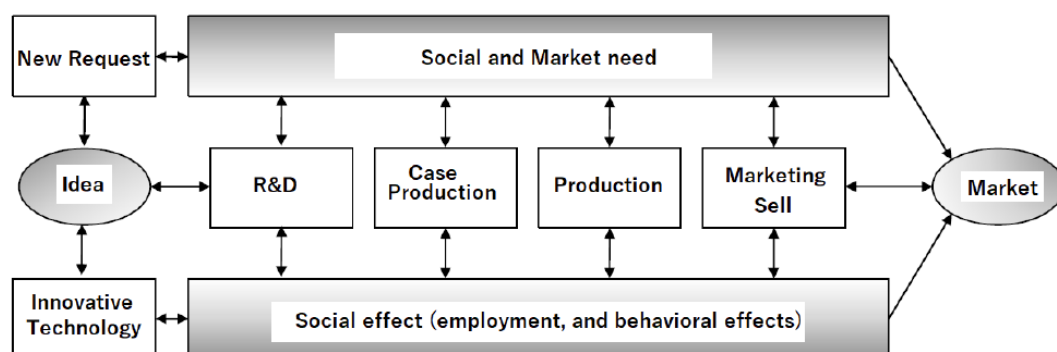 New Request
Social and Market need
Idea
R&D
Case
Production
Production
Marketing
Sell
Market
Innovative
Technology
Social effect (employment, and behavioral effects)